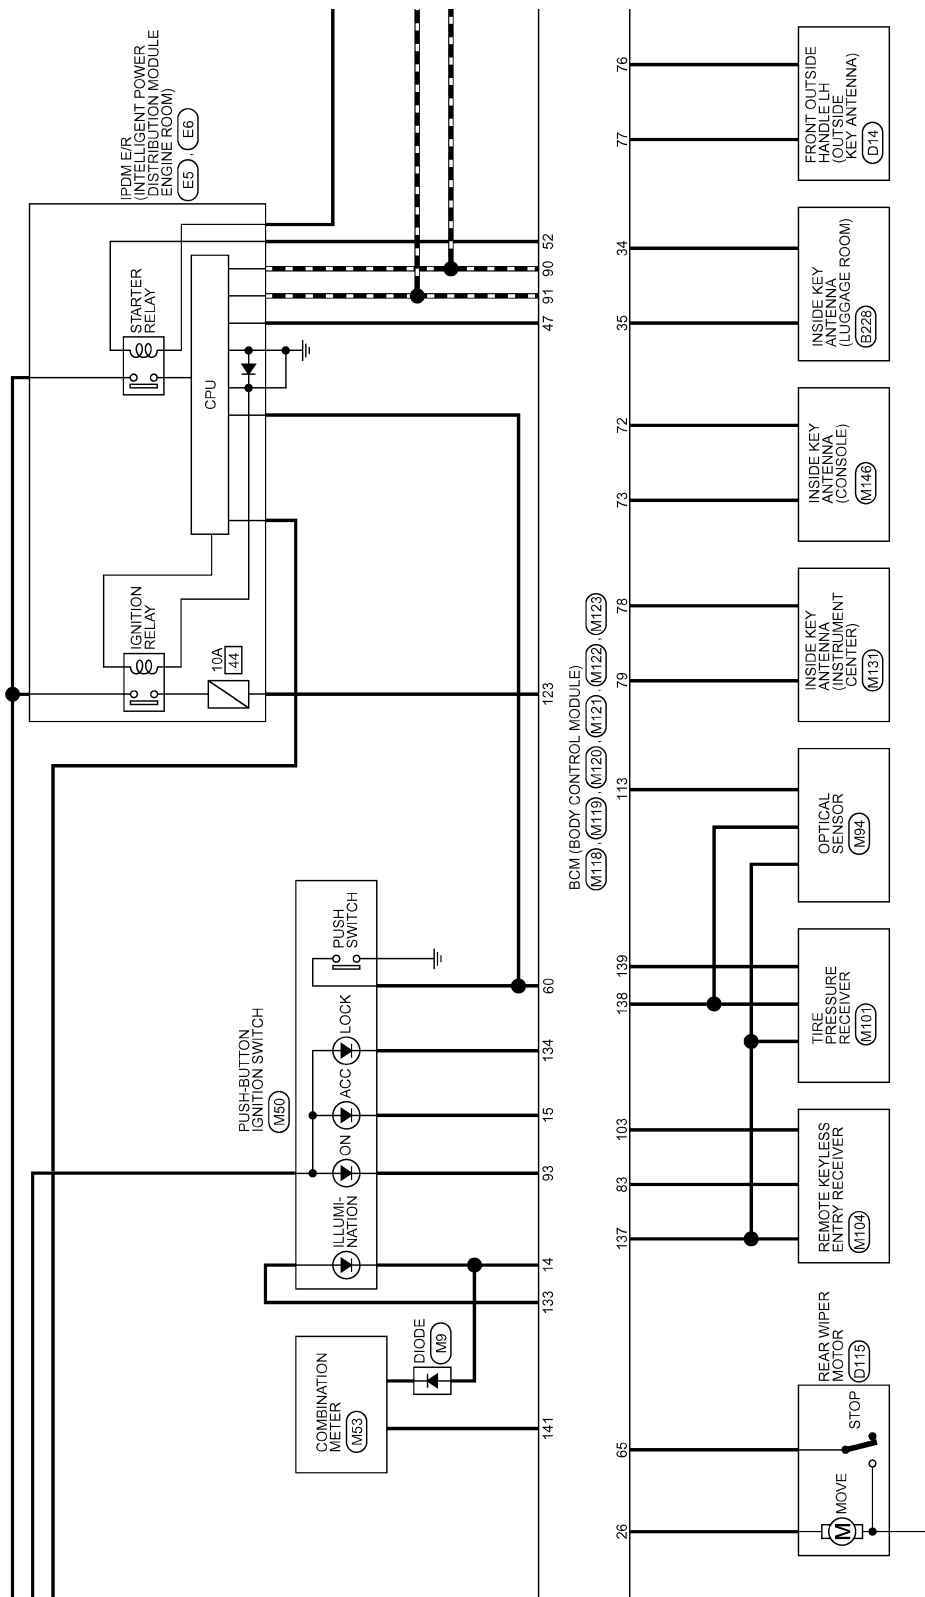 IPDM E/R
(INTELLIGENT POWER
DISTRIBUTION MODULE
ENGINE ROOM)
E5 , E6
STARTER
RELAY
CPU
IGNITION
RELAY
10A
44
PUSH-BUTTON
IGNITION SWITCH
M50
PUSH
SWITCH
LOCK
ACC
ON
ILLUMI-
NATION
COMBINATION
METER
M53
DIODE
M9
52
90
91
47
123
60
134
15
93
14
133
141
BCM (BODY CONTROL MODULE)
M118 , M119 , M120 , M121 , M122 , M123
76
77
34
35
72
73
78
79
113
139
138
103
83
137
65
26
FRONT OUTSIDE
HANDLE LH
(OUTSIDE
KEY ANTENNA)
D14
INSIDE KEY
ANTENNA
(LUGGAGE ROOM)
B228
INSIDE KEY
ANTENNA
(CONSOLE)
M146
INSIDE KEY
ANTENNA
(INSTRUMENT
CENTER)
M131
OPTICAL
SENSOR
M94
TIRE
PRESSURE
RECEIVER
M101
REMOTE KEYLESS
ENTRY RECEIVER
M104
REAR WIPER
MOTOR
D115
STOP
MOVE
M